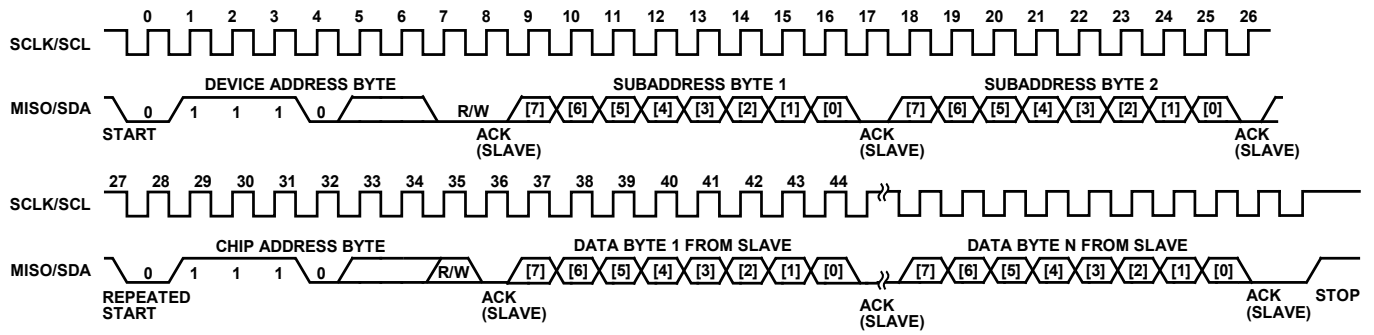 0 1 2 3 4 5 6 7 8 9 10 11 12 13 14 15 16 17 18 19 20 21 22 23 24 25 26
SCLK/SCL
DEVICE ADDRESS BYTE SUBADDRESS BYTE 1 SUBADDRESS BYTE 2
MISO/SDA 0 1 1 1 0 R/W [7] [6] [5] [4] [3] [2] [1] [0] [7] [6] [5] [4] [3] [2] [1] [0]
START ACK (SLAVE) ACK (SLAVE) ACK (SLAVE)
27 28 29 30 31 32 33 34 35 36 37 38 39 40 41 42 43 44
SCLK/SCL
CHIP ADDRESS BYTE DATA BYTE 1 FROM SLAVE DATA BYTE N FROM SLAVE
MISO/SDA 0 1 1 1 0 R/W [7] [6] [5] [4] [3] [2] [1] [0] [7] [6] [5] [4] [3] [2] [1] [0]
REPEATED START ACK (SLAVE) ACK (SLAVE) ACK (SLAVE) STOP